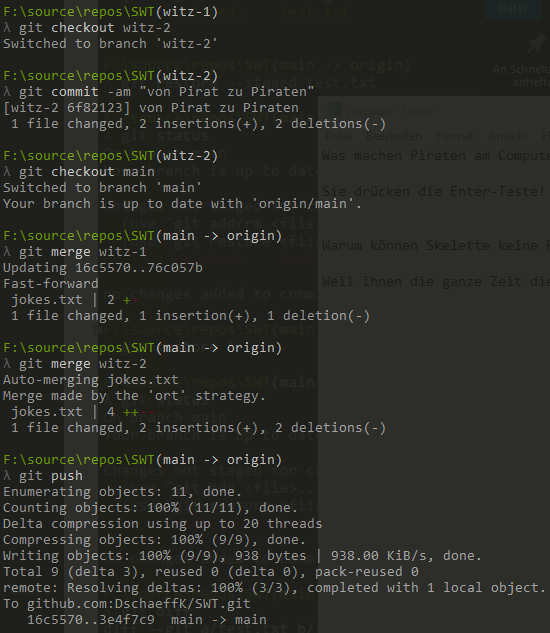 F:\source\repos\SWT(witz-1)
λ git checkout witz-2
Switched to branch 'witz-2'
F:\source\repos\SWT(witz-2)
λ git commit -am "von Pirat zu Piraten"
[witz-2 6f82123] von Pirat zu Piraten
1 file changed, 2 insertions(+), 2 deletions(-)
F:\source\repos\SWT(witz-2)
λ git checkout main
Switched to branch 'main'
Your branch is up to date with 'origin/main'.
F:\source\repos\SWT(main -> origin)
λ git merge witz-1
Updating 16c5570..76c057b
Fast-forward
jokes.txt | 2 +-
1 file changed, 1 insertion(+), 1 deletion(-)
F:\source\repos\SWT(main -> origin)
λ git merge witz-2
Auto-merging jokes.txt
Merge made by the 'ort' strategy.
jokes.txt | 4 ++--
1 file changed, 2 insertions(+), 2 deletions(-)
F:\source\repos\SWT(main -> origin)
λ git push
Enumerating objects: 11, done.
Counting objects: 100% (11/11), done.
Delta compression using up to 20 threads
Compressing objects: 100% (9/9), done.
Writing objects: 100% (9/9), 938 bytes | 938.00 KiB/s, done.
Total 9 (delta 3), reused 0 (delta 0), pack-reused 0
remote: Resolving deltas: 100% (3/3), completed with 1 local object.
To github.com:DschaeffK/SWT.git
16c5570..3e4f7c9 main -> main
Datei
An Schnell
anheft
Datei Bearbeiten Format Ansicht
Was machen Piraten am Compute
Sie drücken die Enter-Taste!
Warum können Skelette keine
Weil ihnen die ganze Zeit die